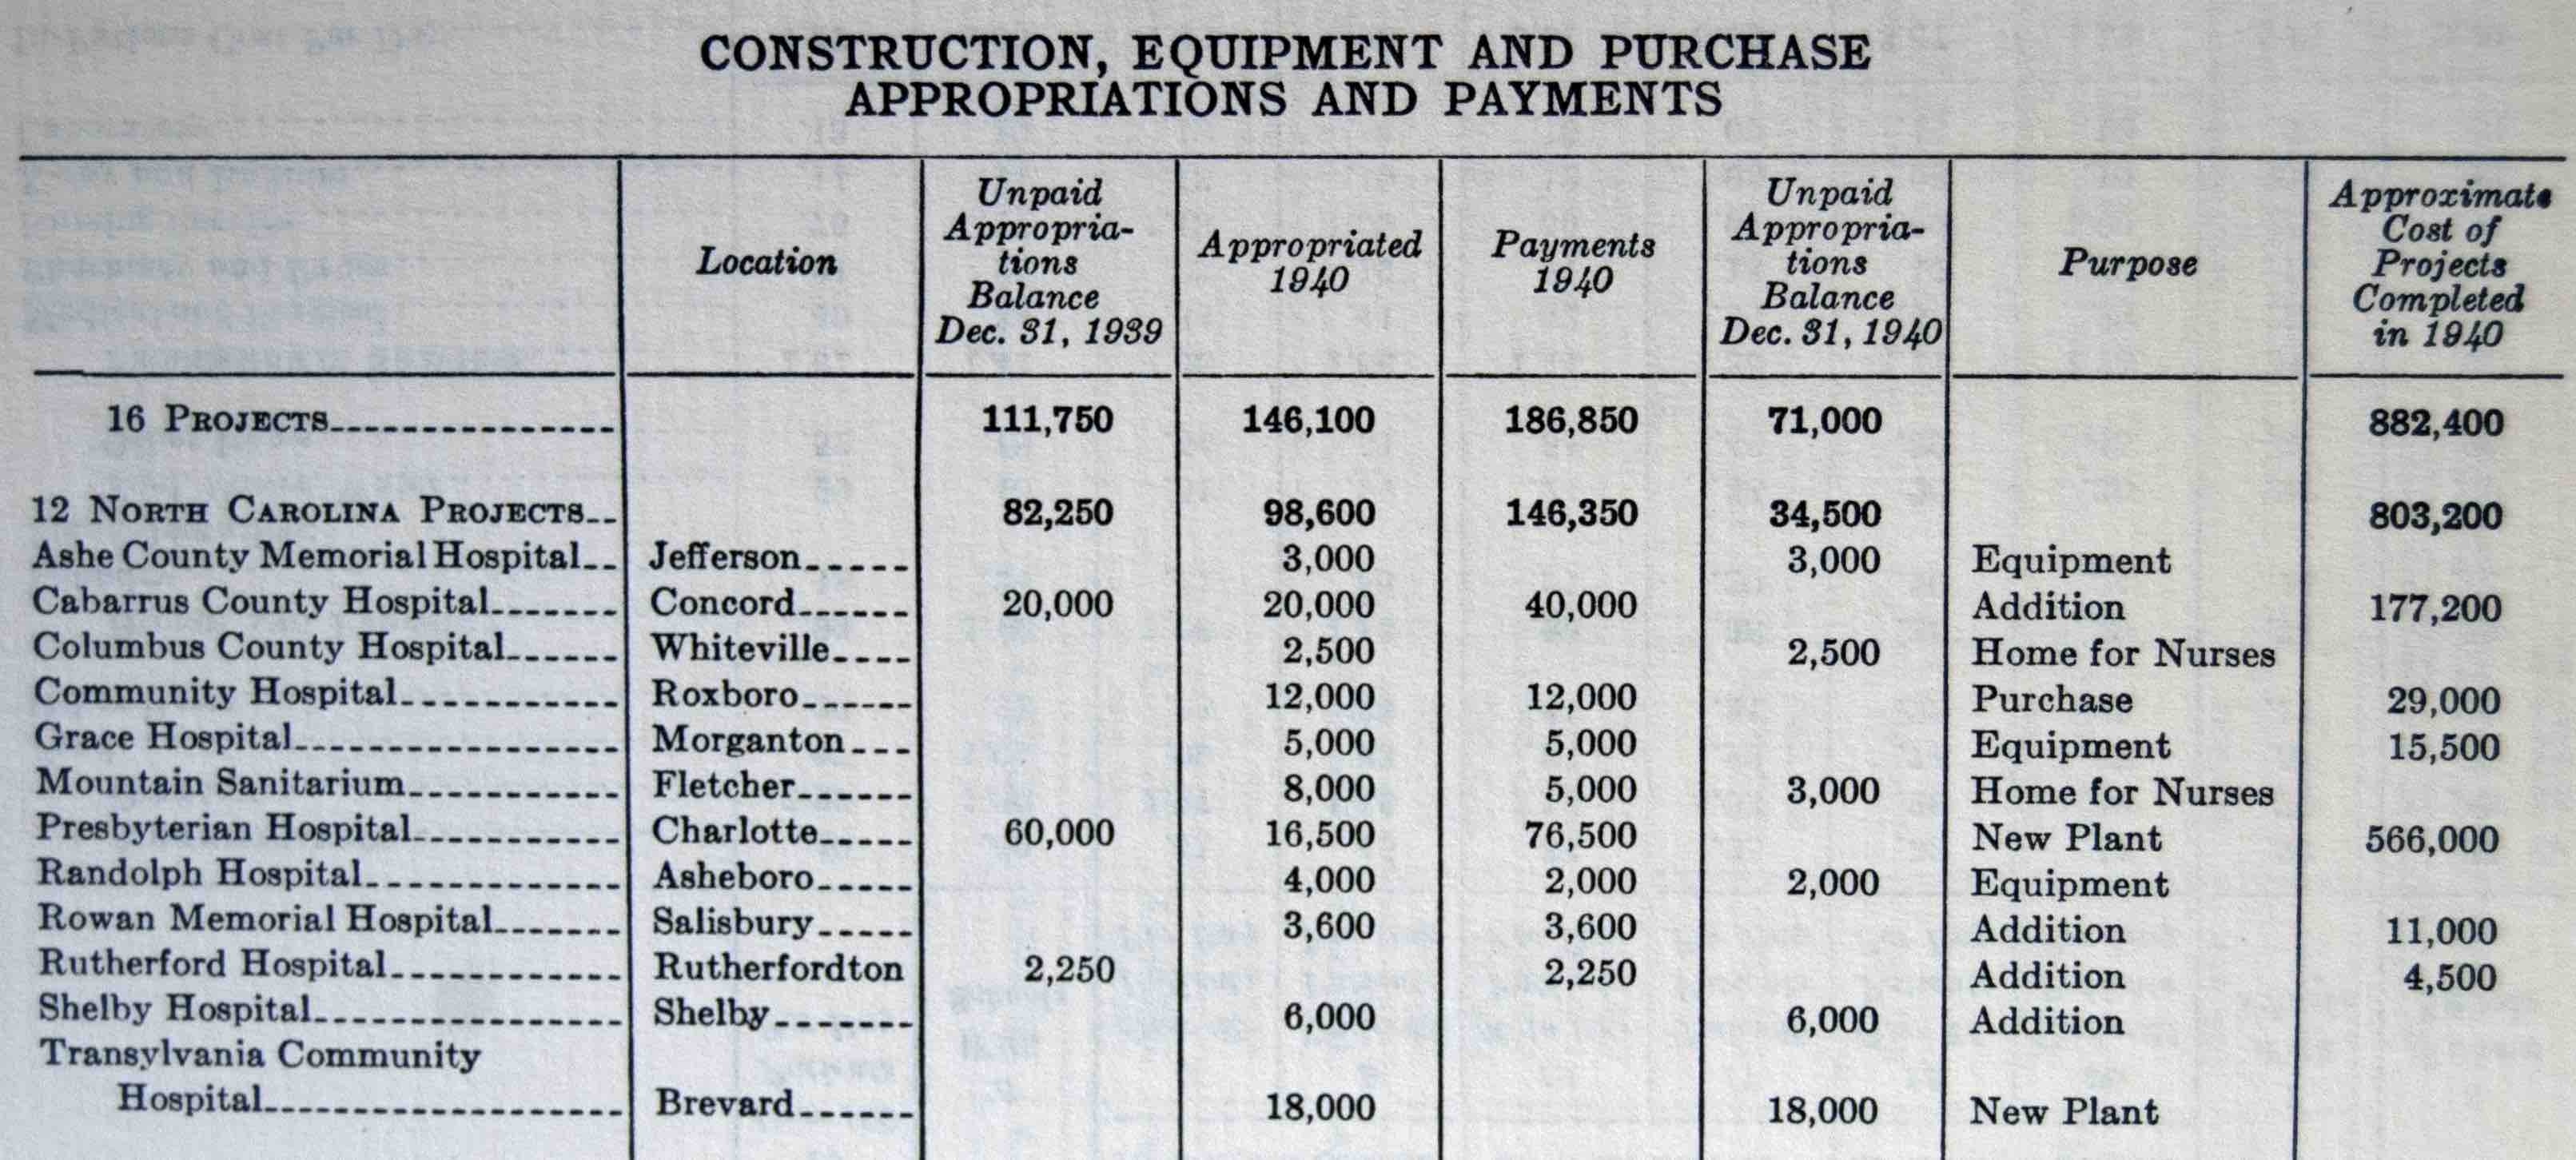 CONSTRUCTION, EQUIPMENT AND PURCHASE
APPROPRIATIONS AND PAYMENTS
Location
Unpaid
Appropria-
tions
Balance
Dec. 31, 1939
Appropriated
1940
Payments
1940
Unpaid
Appropria-
tions
Balance
Dec. 31, 1940
Purpose
Approximate
Cost of
Projects
Completed
in 1940
16 PROJECTS 111,750 146,100 186,850 71,000 882,400
12 NORTH CAROLINA PROJECTS 82,250 98,600 146,350 34,500 803,200
Ashe County Memorial Hospital Jefferson 3,000 3,000 Equipment
Cabarrus County Hospital Concord 20,000 20,000 40,000 Addition 177,200
Columbus County Hospital Whiteville 2,500 2,500 Home for Nurses
Community Hospital Roxboro 12,000 12,000 Purchase 29,000
Grace Hospital Morganton 5,000 5,000 Equipment 15,500
Mountain Sanitarium Fletcher 8,000 5,000 3,000 Home for Nurses
Presbyterian Hospital Charlotte 60,000 16,500 76,500 New Plant 566,000
Randolph Hospital Asheboro 4,000 2,000 2,000 Equipment
Rowan Memorial Hospital Salisbury 3,600 3,600 Addition 11,000
Rutherford Hospital Rutherfordton 2,250 2,250 Addition 4,500
Shelby Hospital Shelby 6,000 6,000 Addition
Transylvania Community
Hospital Brevard 18,000 18,000 New Plant